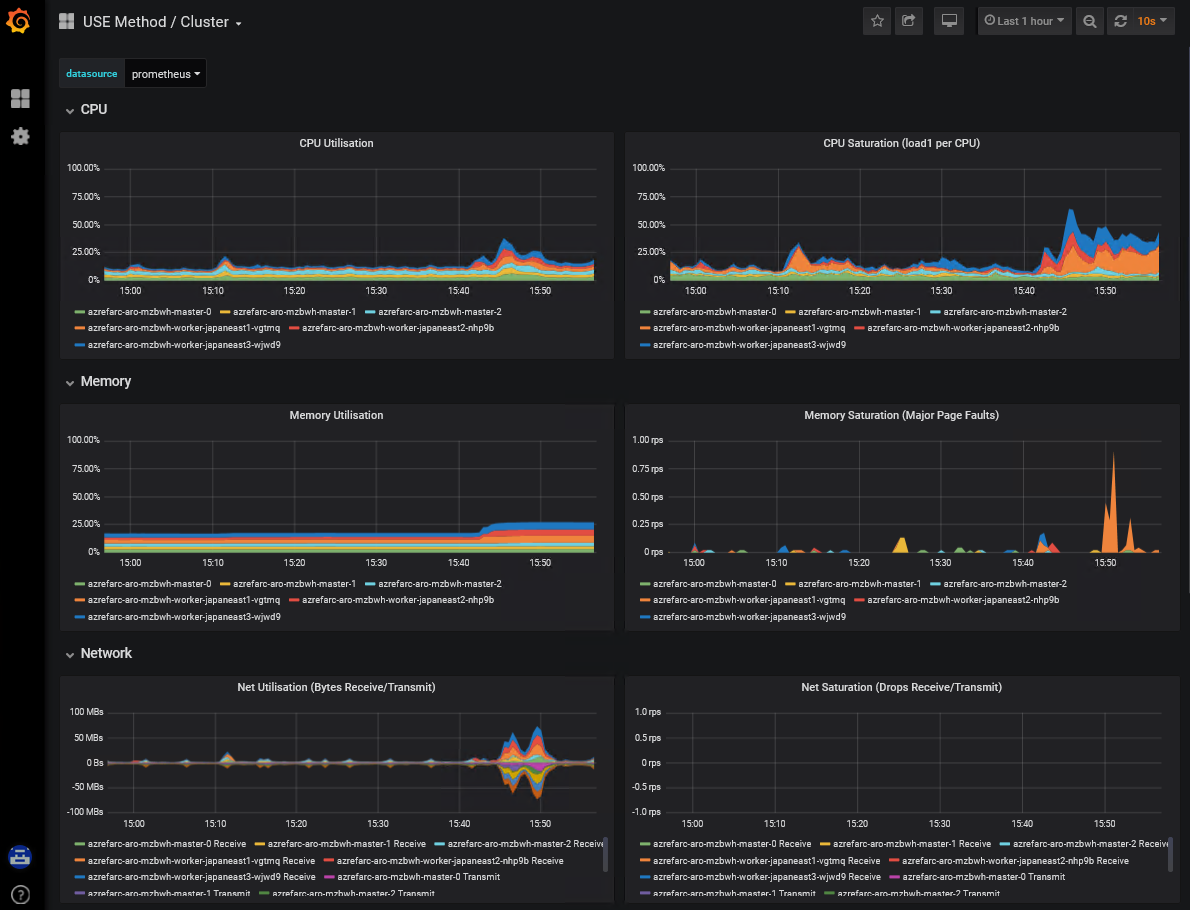 USE Method / Cluster
Last 1 hour
10s
datasource prometheus
CPU
CPU Utilisation
100.00%
75.00%
50.00%
25.00%
0%
15:00 15:10 15:20 15:30 15:40 15:50
azrefarc-aro-mzbwh-master-0 azrefarc-aro-mzbwh-master-1 azrefarc-aro-mzbwh-master-2
azrefarc-aro-mzbwh-worker-japaneast1-vgtmq azrefarc-aro-mzbwh-worker-japaneast2-nhp9b
azrefarc-aro-mzbwh-worker-japaneast3-wjwd9
CPU Saturation (load1 per CPU)
100.00%
75.00%
50.00%
25.00%
0%
15:00 15:10 15:20 15:30 15:40 15:50
azrefarc-aro-mzbwh-master-0 azrefarc-aro-mzbwh-master-1 azrefarc-aro-mzbwh-master-2
azrefarc-aro-mzbwh-worker-japaneast1-vgtmq azrefarc-aro-mzbwh-worker-japaneast2-nhp9b
azrefarc-aro-mzbwh-worker-japaneast3-wjwd9
Memory
Memory Utilisation
100.00%
75.00%
50.00%
25.00%
0%
15:00 15:10 15:20 15:30 15:40 15:50
azrefarc-aro-mzbwh-master-0 azrefarc-aro-mzbwh-master-1 azrefarc-aro-mzbwh-master-2
azrefarc-aro-mzbwh-worker-japaneast1-vgtmq azrefarc-aro-mzbwh-worker-japaneast2-nhp9b
azrefarc-aro-mzbwh-worker-japaneast3-wjwd9
Memory Saturation (Major Page Faults)
1.00 rps
0.75 rps
0.50 rps
0.25 rps
0 rps
15:00 15:10 15:20 15:30 15:40 15:50
azrefarc-aro-mzbwh-master-0 azrefarc-aro-mzbwh-master-1 azrefarc-aro-mzbwh-master-2
azrefarc-aro-mzbwh-worker-japaneast1-vgtmq azrefarc-aro-mzbwh-worker-japaneast2-nhp9b
azrefarc-aro-mzbwh-worker-japaneast3-wjwd9
Network
Net Utilisation (Bytes Receive/Transmit)
100 MBs
50 MBs
0 Bs
-50 MBs
-100 MBs
15:00 15:10 15:20 15:30 15:40 15:50
azrefarc-aro-mzbwh-master-0 Receive azrefarc-aro-mzbwh-master-1 Receive azrefarc-aro-mzbwh-master-2 Receive
azrefarc-aro-mzbwh-worker-japaneast1-vgtmq Receive azrefarc-aro-mzbwh-worker-japaneast2-nhp9b Receive
azrefarc-aro-mzbwh-worker-japaneast3-wjwd9 Receive azrefarc-aro-mzbwh-master-0 Transmit
azrefarc-aro-mzbwh-master-1 Transmit azrefarc-aro-mzbwh-master-2 Transmit
Net Saturation (Drops Receive/Transmit)
1.0 rps
0.5 rps
0 rps
-0.5 rps
-1.0 rps
15:00 15:10 15:20 15:30 15:40 15:50
azrefarc-aro-mzbwh-master-0 Receive azrefarc-aro-mzbwh-master-1 Receive azrefarc-aro-mzbwh-master-2 Receive
azrefarc-aro-mzbwh-worker-japaneast1-vgtmq Receive azrefarc-aro-mzbwh-worker-japaneast2-nhp9b Receive
azrefarc-aro-mzbwh-worker-japaneast3-wjwd9 Receive azrefarc-aro-mzbwh-master-0 Transmit
azrefarc-aro-mzbwh-master-1 Transmit azrefarc-aro-mzbwh-master-2 Transmit